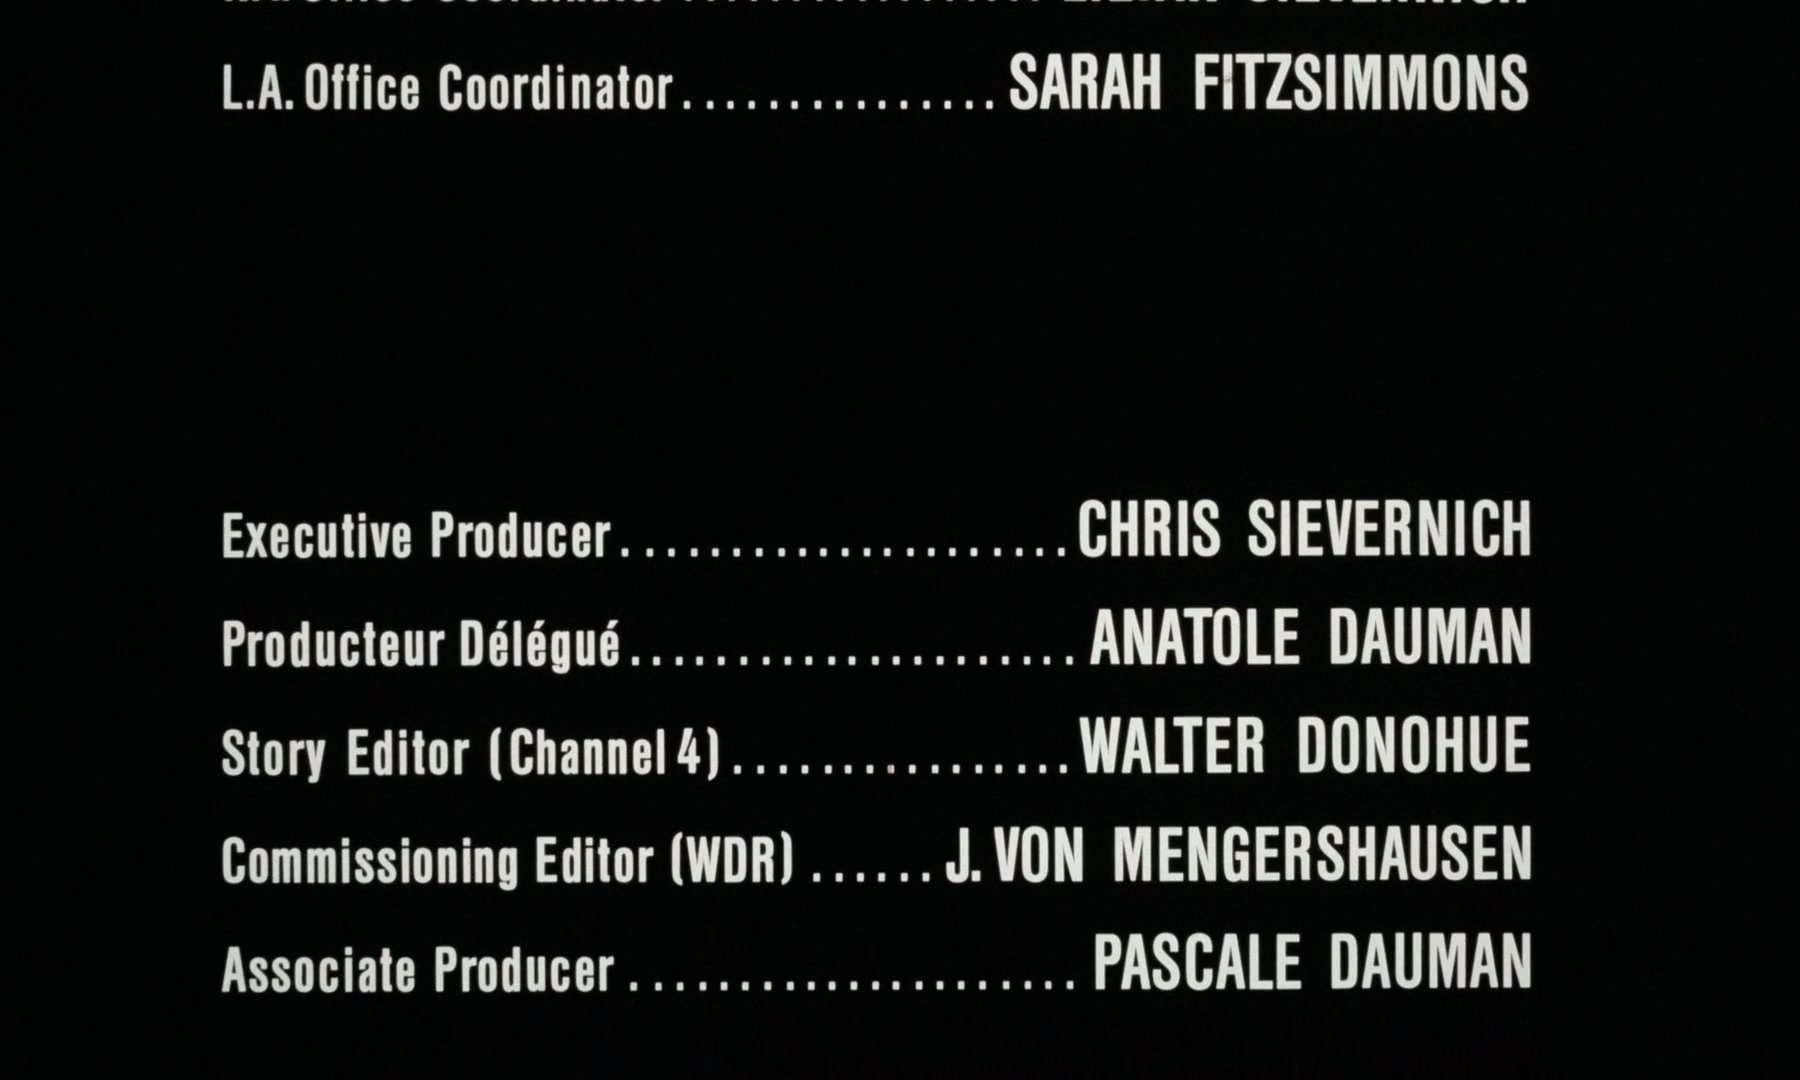 L.A. Office Coordinator............... SARAH FITZSIMMONS
Executive Producer.....................CHRIS SIEVERNICH
Producteur Délégué..................... ANATOLE DAUMAN
Story Editor (Channel 4)................WALTER DONOHUE
Commissioning Editor (WDR) ......J. VON MENGERSHAUSEN
Associate Producer ..................... PASCALE DAUMAN